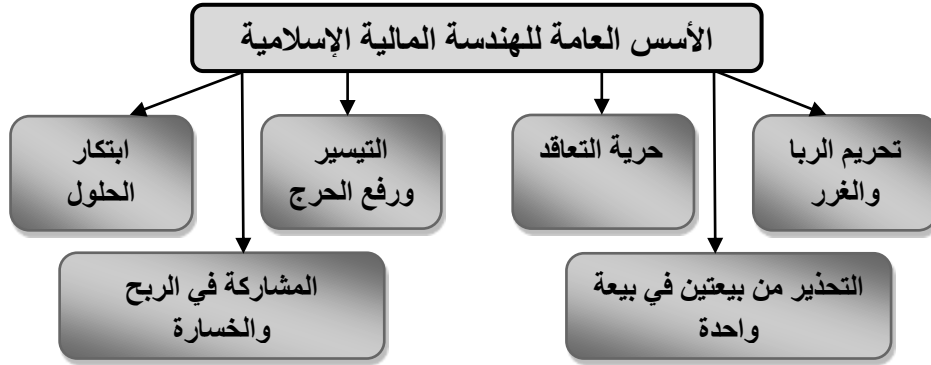 الأسس العامة للهندسة المالية الإسلامية
تحريم الربا
والغرر
حرية التعاقد
التيسير
ورفع الحرج
ابتكار
الحلول
التحذير من بيعتين في بيعة
واحدة
المشاركة في الربح
والخسارة